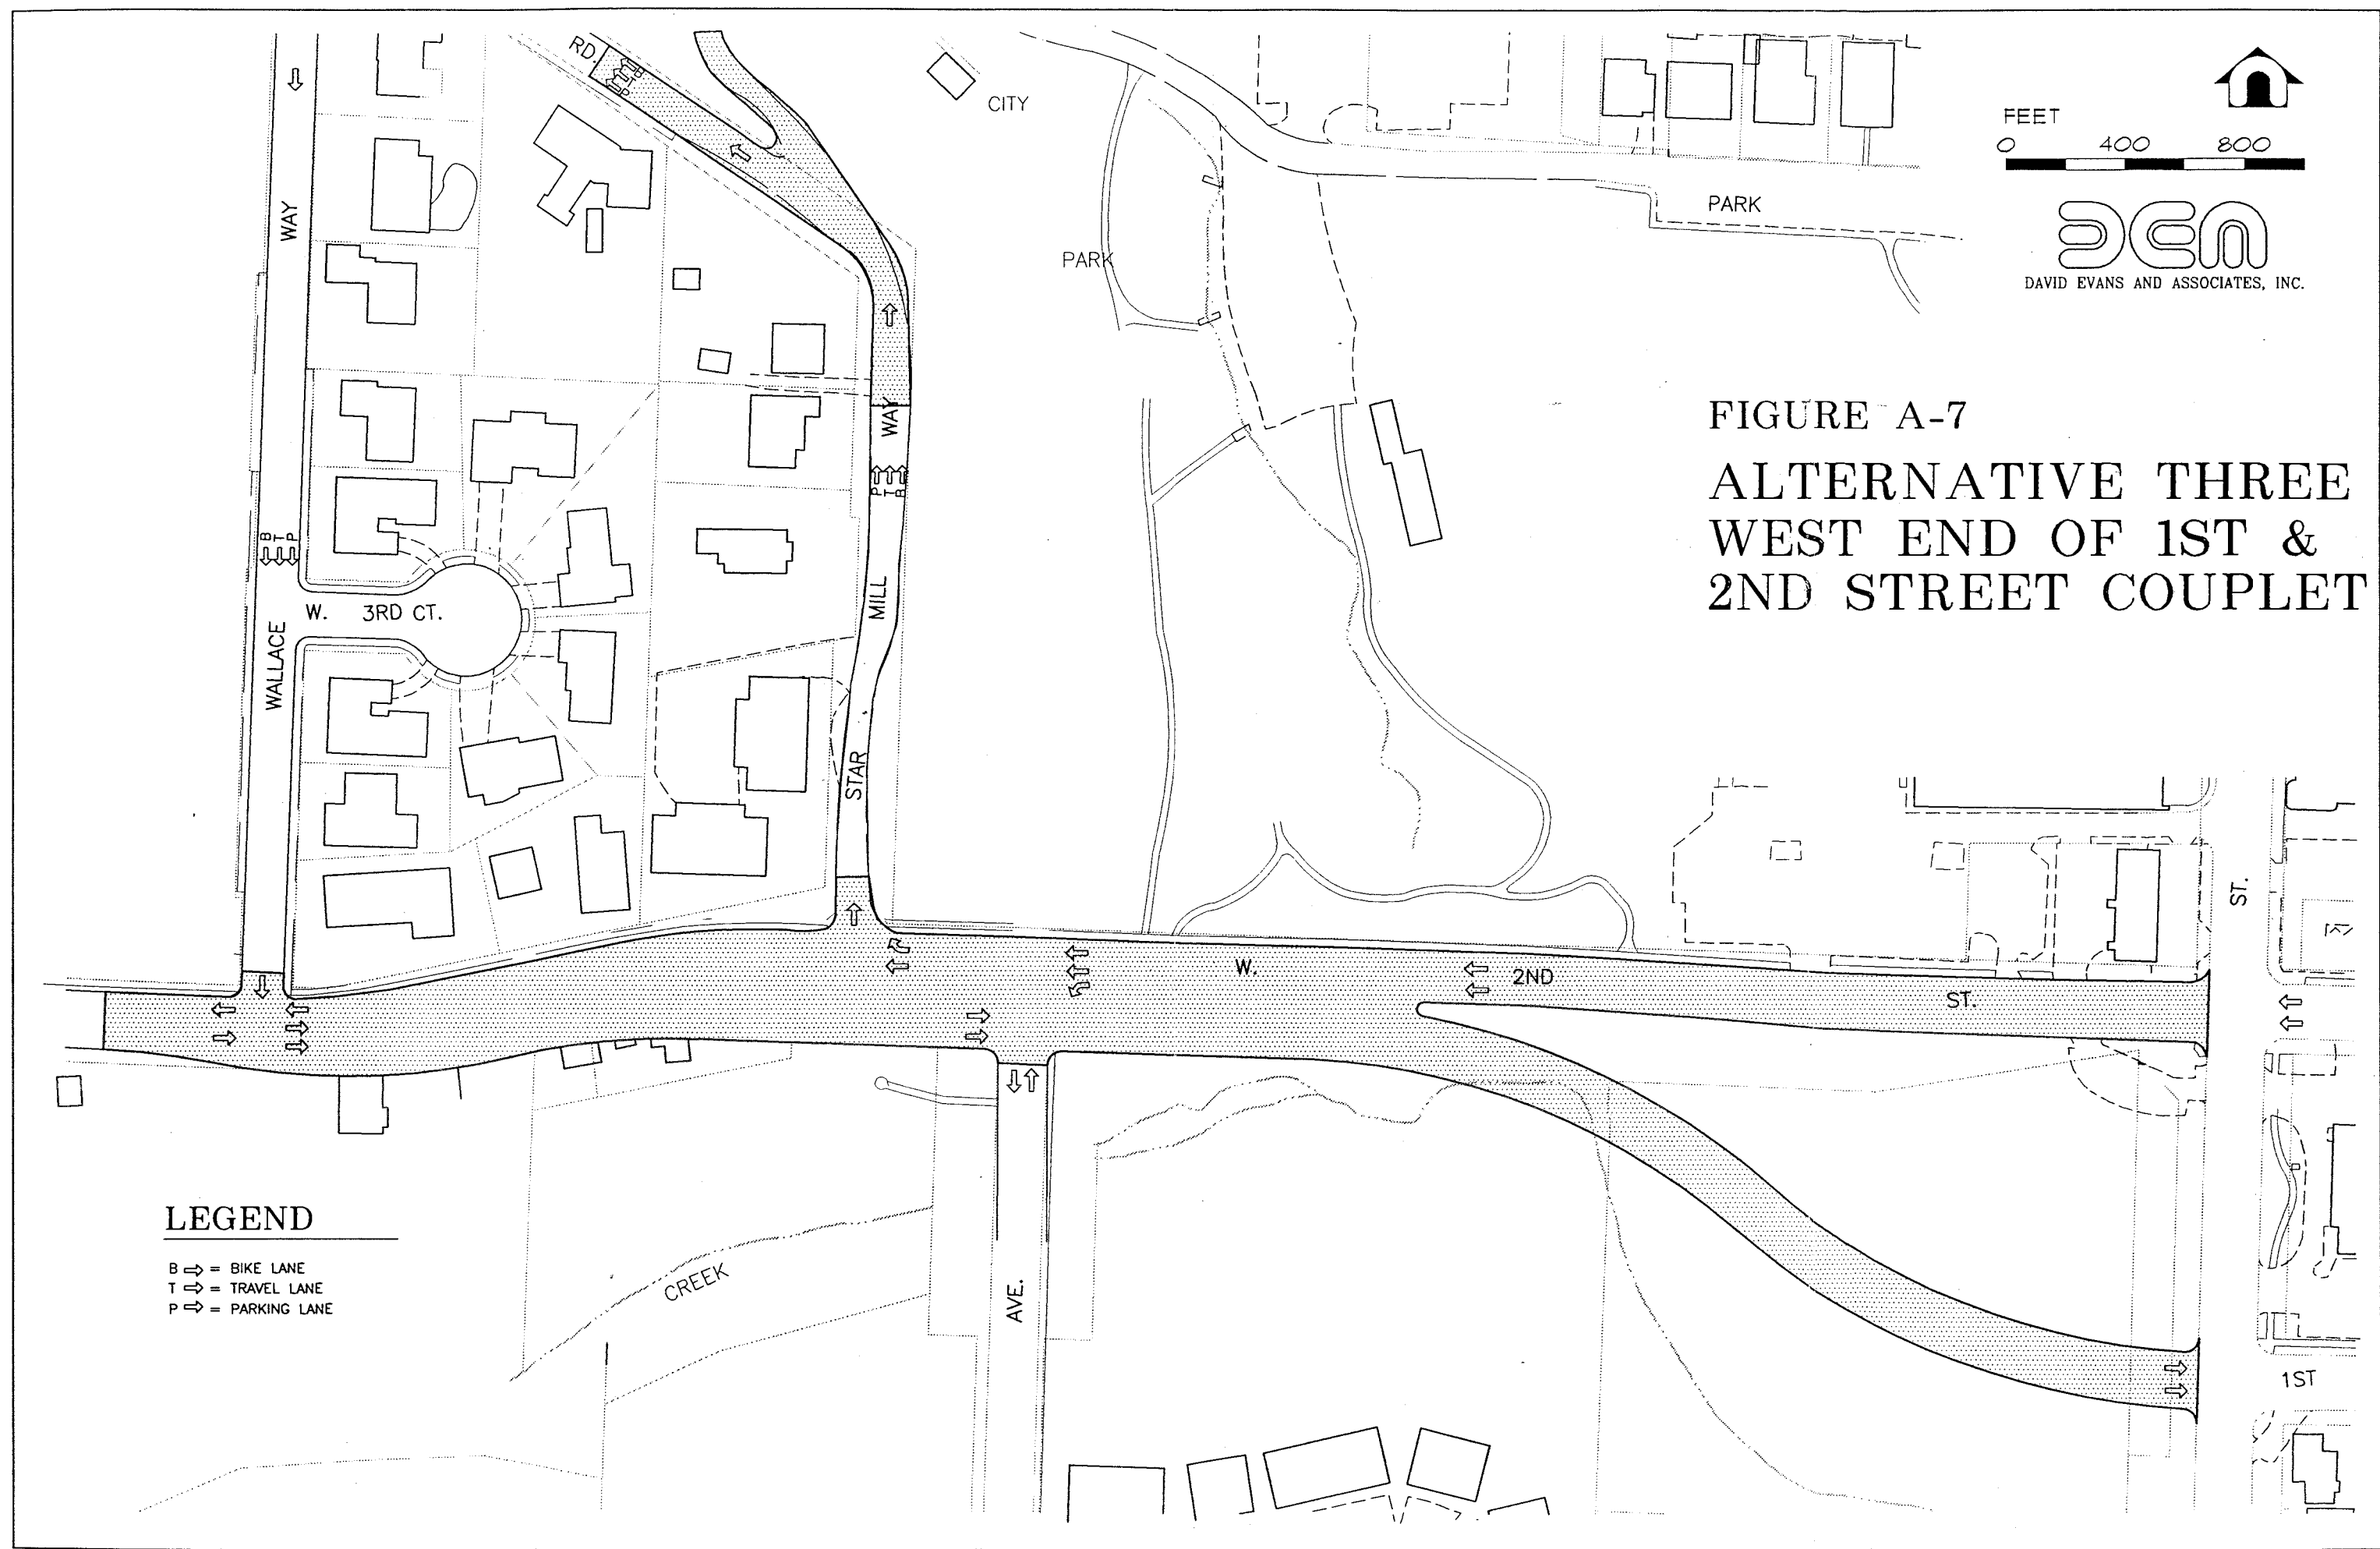 RD.
B
T
P
CITY
FEET
0 400 800
PARK
WAY
PARK
DAVID EVANS AND ASSOCIATES, INC.
FIGURE A-7
ALTERNATIVE THREE
WEST END OF 1ST &
2ND STREET COUPLET
WAY
P T B
B T P
W. 3RD CT.
MILL
WALLACE
STAR
ST.
W. 2ND ST.
LEGEND
B ⇨ = BIKE LANE
T ⇨ = TRAVEL LANE
P ⇨ = PARKING LANE
CREEK
AVE.
1ST